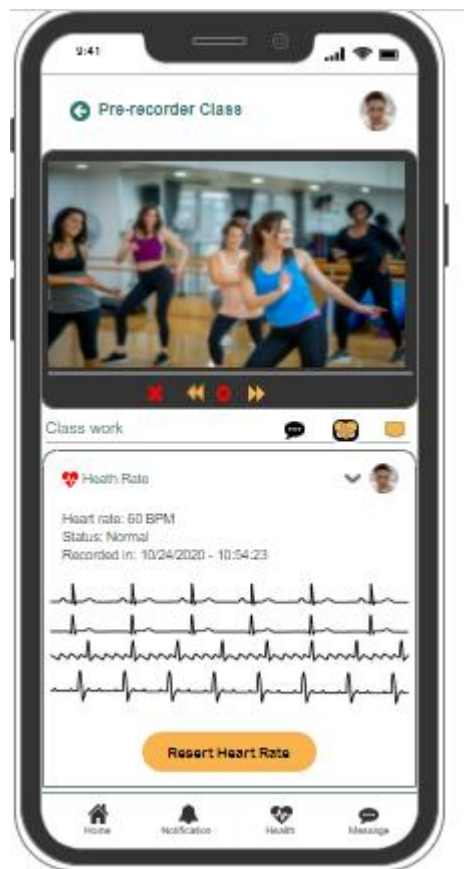 9:41
Pre-recorder Class
Class work
Heath Rate
Heart rate: 60 BPM
Status: Normal
Recorded in: 10/24/2020 - 10:54:23
Resert Heart Rate
Home Notification Health Message